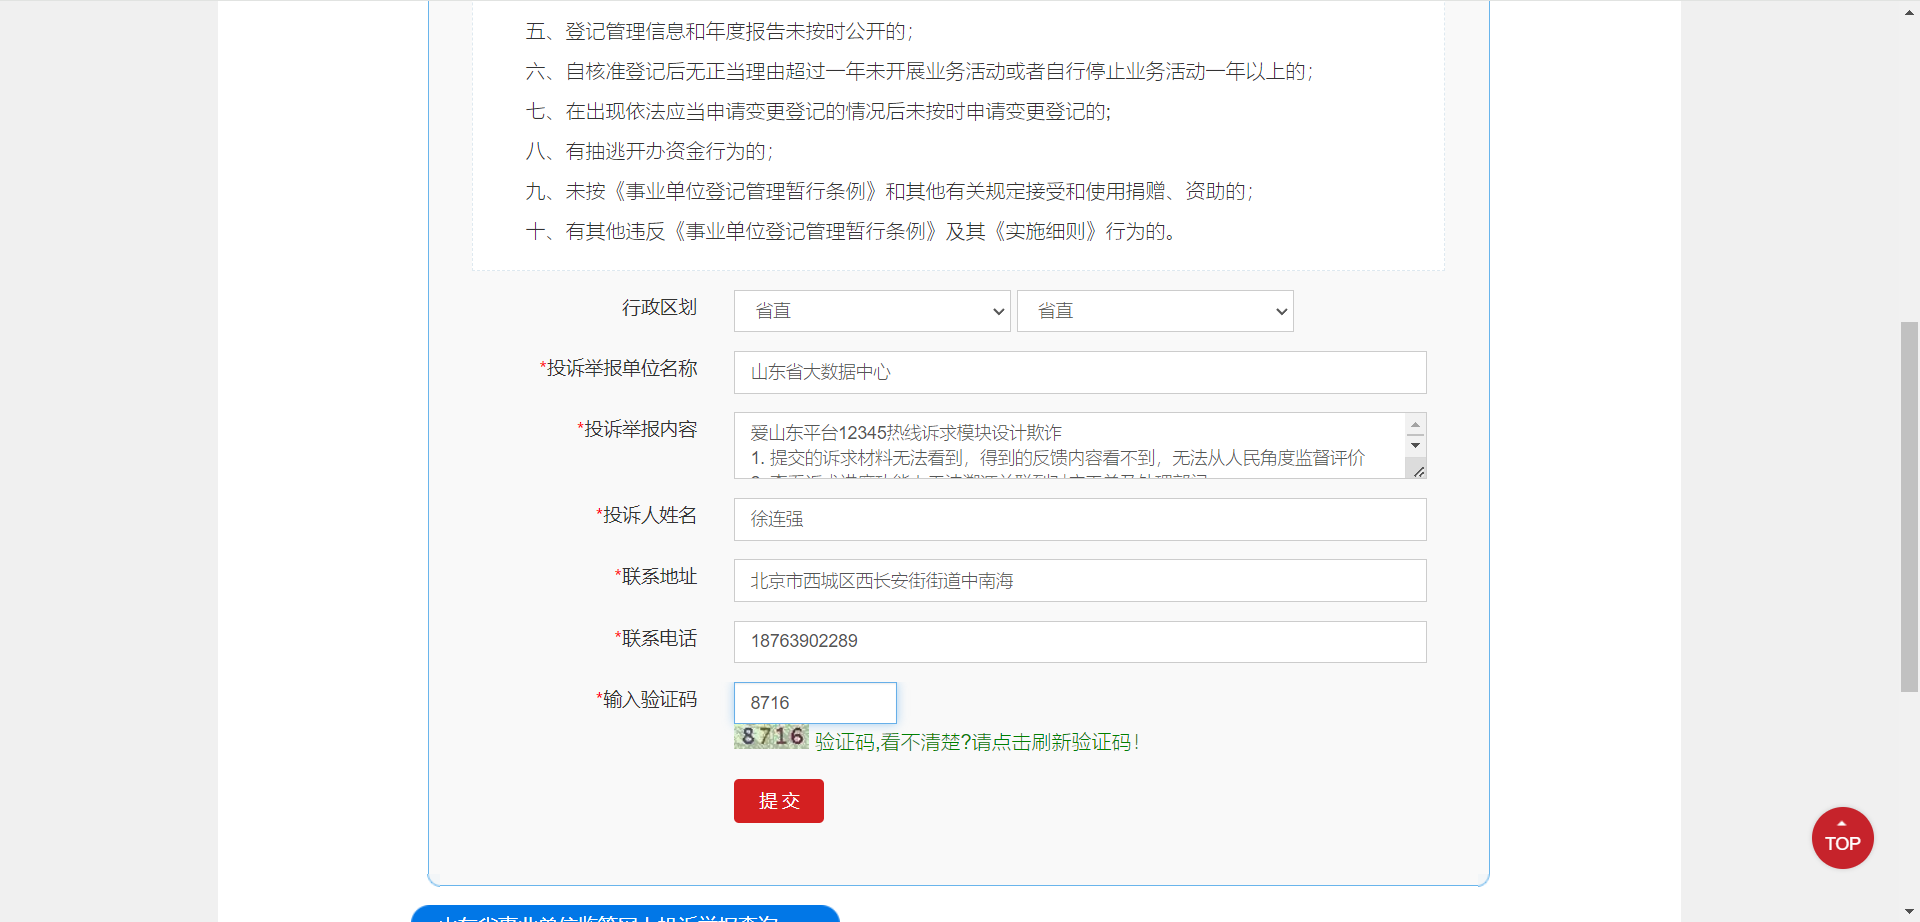 五、登记管理信息和年度报告未按时公开的；
六、自核准登记后无正当理由超过一年未开展业务活动或者自行停止业务活动一年以上的；
七、在出现依法应当申请变更登记的情况后未按时申请变更登记的;
八、有抽逃开办资金行为的；
九、未按《事业单位登记管理暂行条例》和其他有关规定接受和使用捐赠、资助的；
十、有其他违反《事业单位登记管理暂行条例》及其《实施细则》行为的。
行政区划 省直 省直
*投诉举报单位名称 山东省大数据中心
*投诉举报内容 爱山东平台12345热线诉求模块设计欺诈
1. 提交的诉求材料无法看到，得到的反馈内容看不到，无法从人民角度监督评价
*投诉人姓名 徐连强
*联系地址 北京市西城区西长安街街道中南海
*联系电话 18763902289
*输入验证码 8716
8716 验证码,看不清楚?请点击刷新验证码！
提 交
TOP